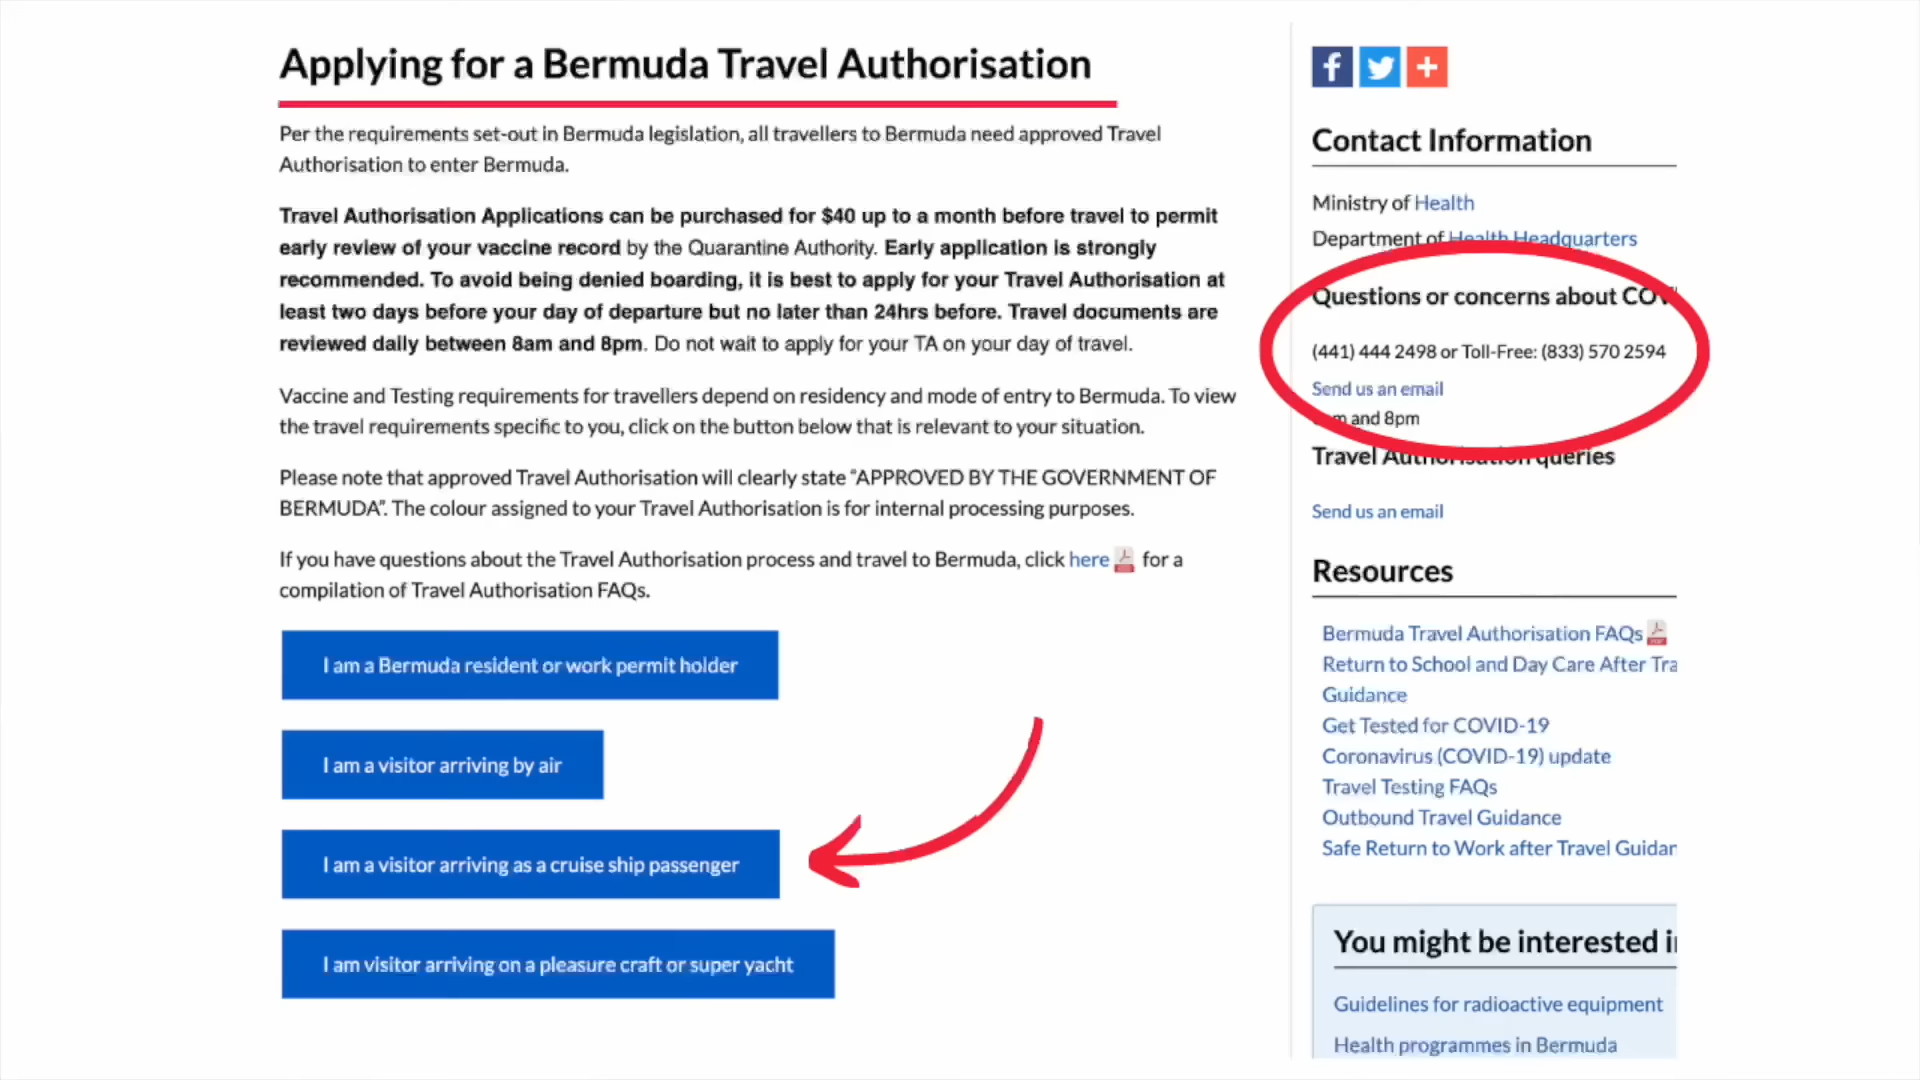 Applying for a Bermuda Travel Authorisation
Per the requirements set-out in Bermuda legislation, all travellers to Bermuda need approved Travel
Authorisation to enter Bermuda.
Travel Authorisation Applications can be purchased for $40 up to a month before travel to permit
early review of your vaccine record by the Quarantine Authority. Early application is strongly
recommended. To avoid being denied boarding, it is best to apply for your Travel Authorisation at
least two days before your day of departure but no later than 24hrs before. Travel documents are
reviewed daily between 8am and 8pm. Do not wait to apply for your TA on your day of travel.
Vaccine and Testing requirements for travellers depend on residency and mode of entry to Bermuda. To view
the travel requirements specific to you, click on the button below that is relevant to your situation.
Please note that approved Travel Authorisation will clearly state “APPROVED BY THE GOVERNMENT OF
BERMUDA”. The colour assigned to your Travel Authorisation is for internal processing purposes.
If you have questions about the Travel Authorisation process and travel to Bermuda, click here for a
compilation of Travel Authorisation FAQs.
I am a Bermuda resident or work permit holder
I am a visitor arriving by air
I am a visitor arriving as a cruise ship passenger
I am visitor arriving on a pleasure craft or super yacht
Contact Information
Ministry of Health
Department of Health Headquarters
Questions or concerns about COV
(441) 444 2498 or Toll-Free: (833) 570 2594
Send us an email
and 8pm
Travel Authorisation queries
Send us an email
Resources
Bermuda Travel Authorisation FAQs
Return to School and Day Care After Tra
Guidance
Get Tested for COVID-19
Coronavirus (COVID-19) update
Travel Testing FAQs
Outbound Travel Guidance
Safe Return to Work after Travel Guidan
You might be interested i
Guidelines for radioactive equipment
Health programmes in Bermuda